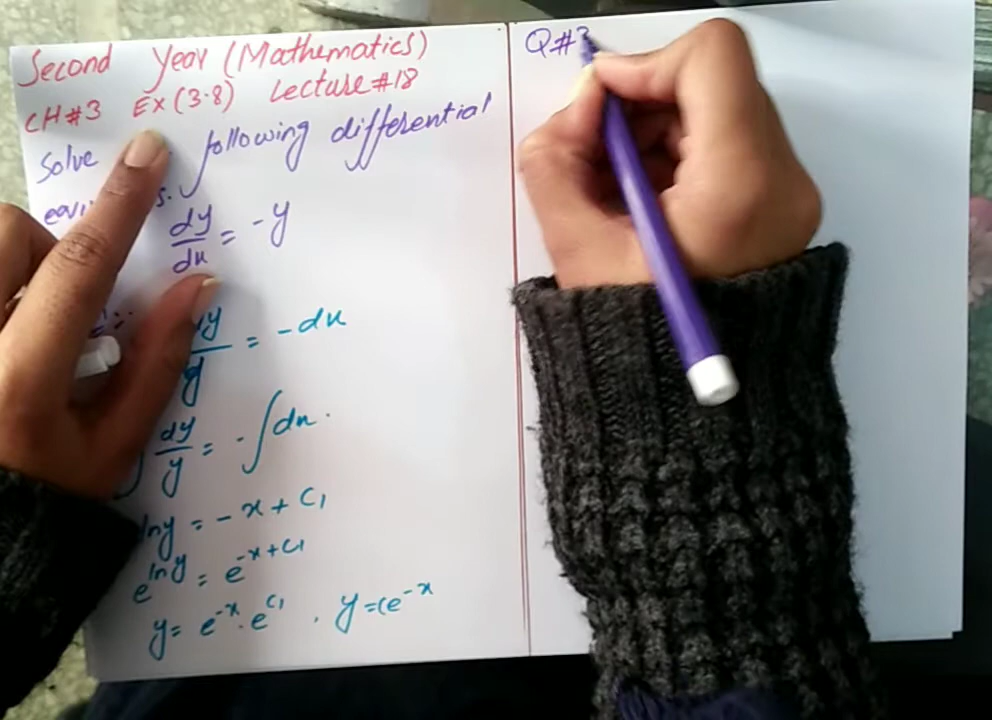 Second Year (Mathematics)
CH#3 EX(3.8) Lecture#18
Solve following differential
dy/dx = -y
= -dx
∫ dy/y = -∫dx.
lny = -x + C₁
e^lny = e^-x+C₁
y = e^-x . e^C₁ , y = ce^-x
Q#3